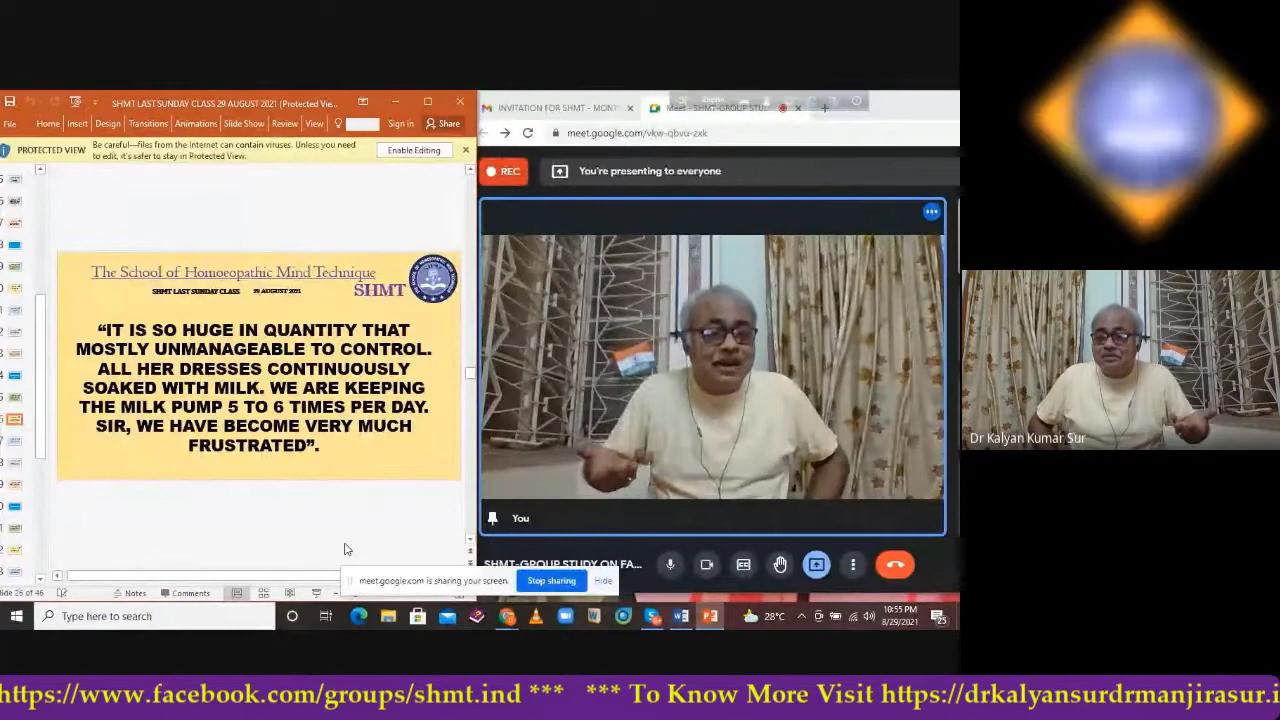 SHMT LAST SUNDAY CLASS 29 AUGUST 2021 [Protected Vie...
File Home Insert Design Transitions Animations Slide Show Review View Sign in Share
PROTECTED VIEW Be careful—files from the Internet can contain viruses. Unless you need to edit, it's safer to stay in Protected View. Enable Editing
The School of Homoeopathic Mind Technique
SHMT LAST SUNDAY CLASS 29 AUGUST 2021 SHMT
“IT IS SO HUGE IN QUANTITY THAT
MOSTLY UNMANAGEABLE TO CONTROL.
ALL HER DRESSES CONTINUOUSLY
SOAKED WITH MILK. WE ARE KEEPING
THE MILK PUMP 5 TO 6 TIMES PER DAY.
SIR, WE HAVE BECOME VERY MUCH
FRUSTRATED”.
Notes Comments
INVITATION FOR SHMT - MONT
Meet - SHMT-GROUP STU
meet.google.com/vkw-qbvu-zxk
REC You're presenting to everyone
You
SHMT-GROUP STUDY ON FA...
meet.google.com is sharing your screen. Stop sharing Hide
Type here to search
28°C
10:55 PM
8/29/2021
25
Dr Kalyan Kumar Sur
https://www.facebook.com/groups/shmt.ind *** *** To Know More Visit https://drkalyansurdrmanjirasur.i